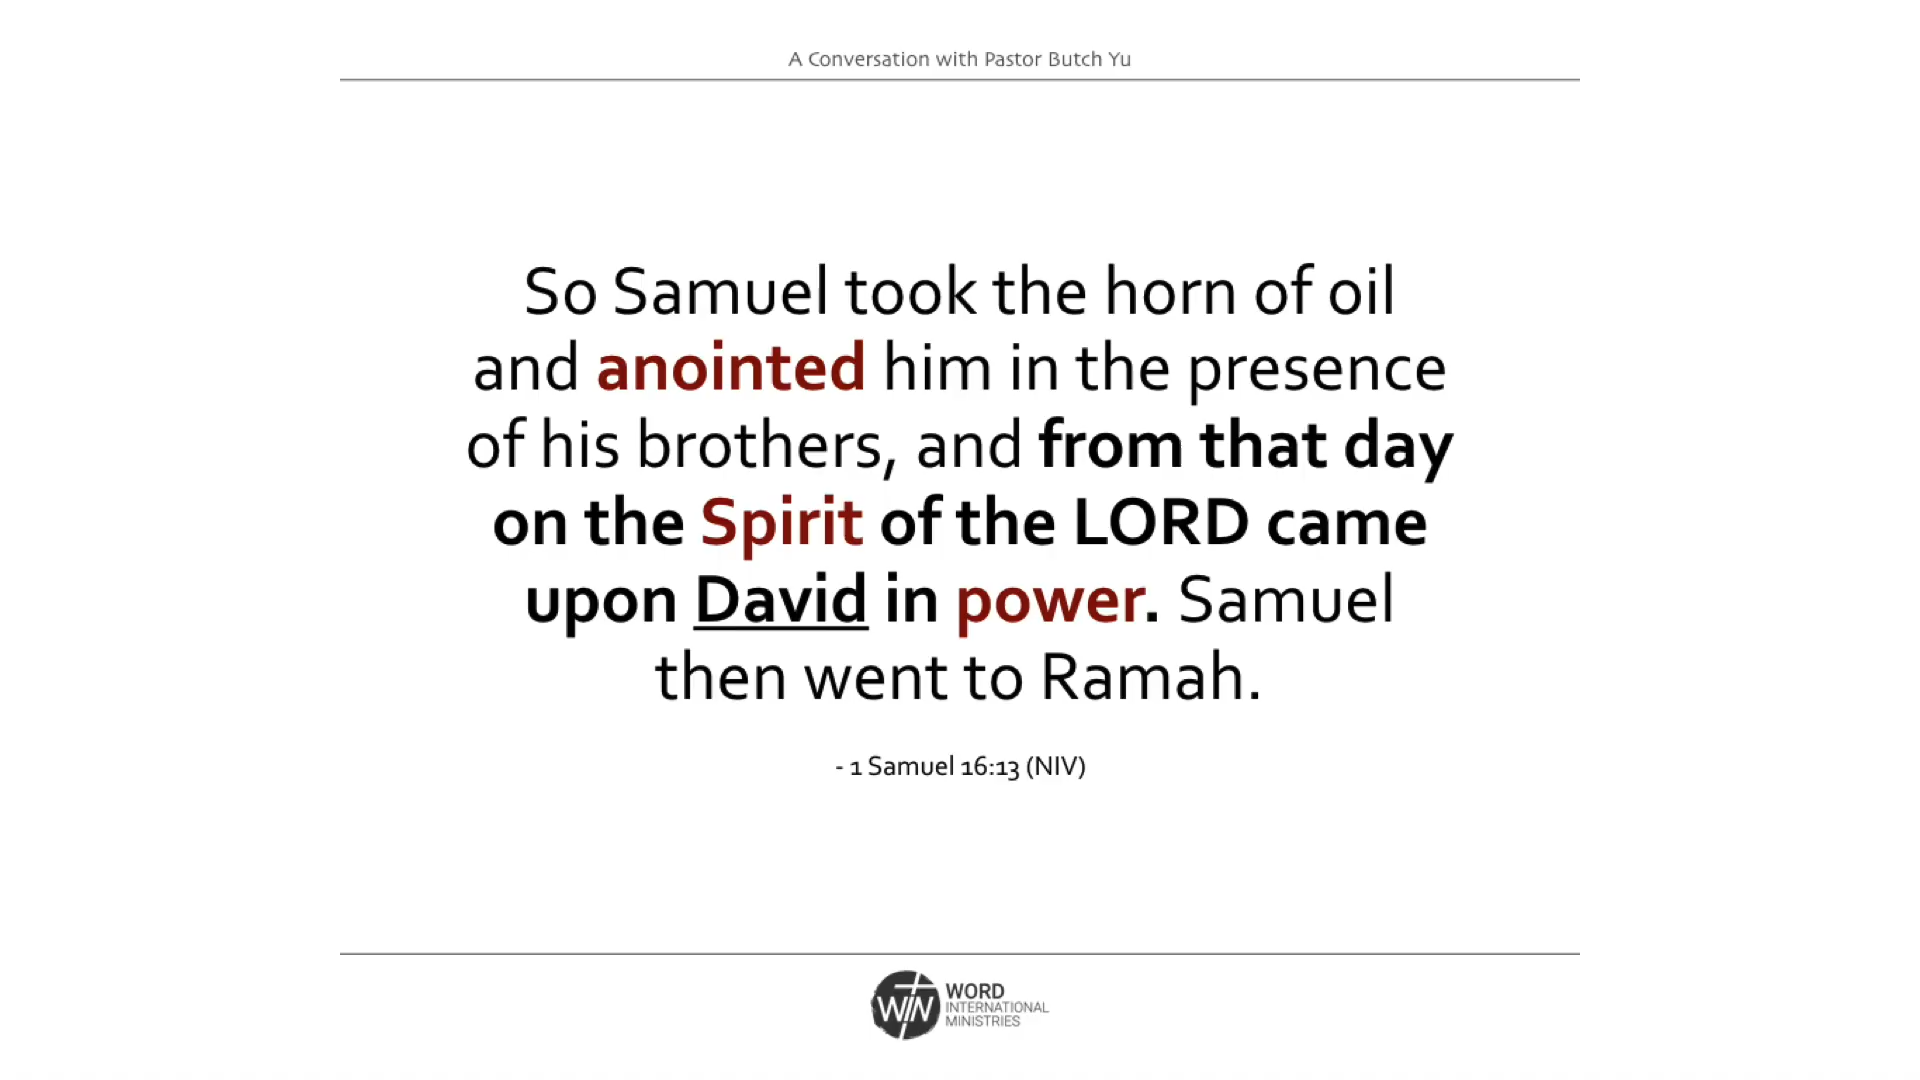 A Conversation with Pastor Butch Yu
So Samuel took the horn of oil
and anointed him in the presence
of his brothers, and from that day
on the Spirit of the LORD came
upon David in power. Samuel
then went to Ramah.
- 1 Samuel 16:13 (NIV)
WIN
WORD
INTERNATIONAL
MINISTRIES